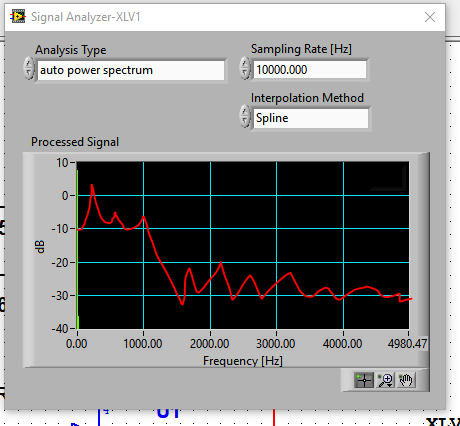 Signal Analyzer-XLV1
Analysis Type
auto power spectrum
Sampling Rate [Hz]
10000.000
Interpolation Method
Spline
Processed Signal
10
0
-10
-20
-30
-40
dB
0.00 1000.00 2000.00 3000.00 4000.00 4980.47
Frequency [Hz]